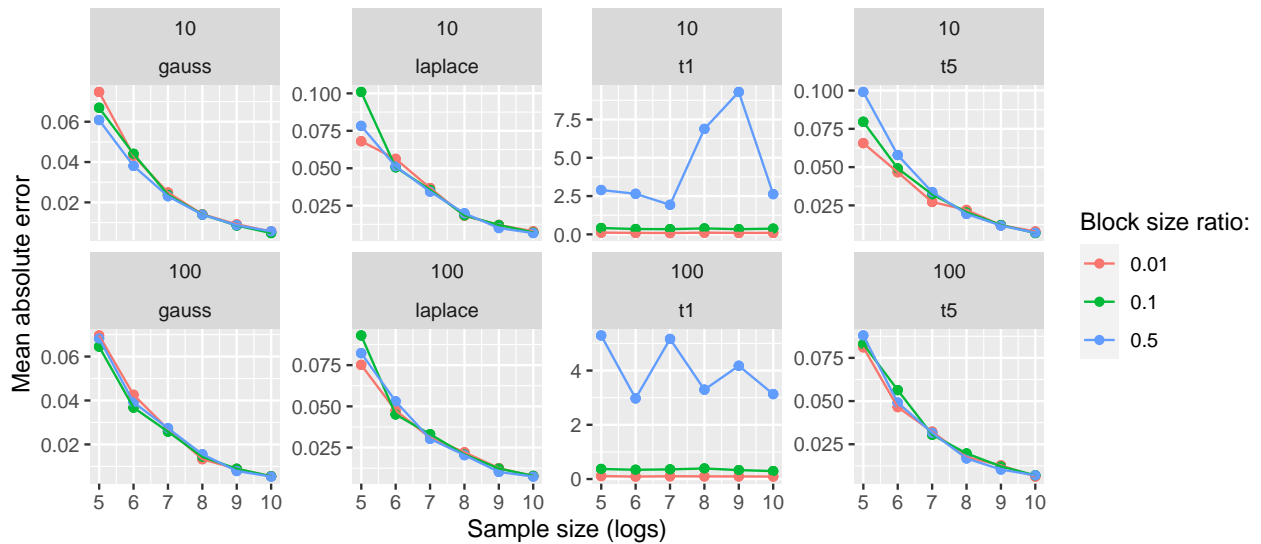 10
gauss
10
laplace
10
t1
10
t5
0.06
0.04
0.02
0.100
0.075
0.050
0.025
7.5
5.0
2.5
0.0
0.100
0.075
0.050
0.025
100
gauss
100
laplace
100
t1
100
t5
0.06
0.04
0.02
0.075
0.050
0.025
4
2
0
0.075
0.050
0.025
5 6 7 8 9 10
5 6 7 8 9 10
5 6 7 8 9 10
5 6 7 8 9 10
Mean absolute error
Sample size (logs)
Block size ratio:
0.01
0.1
0.5